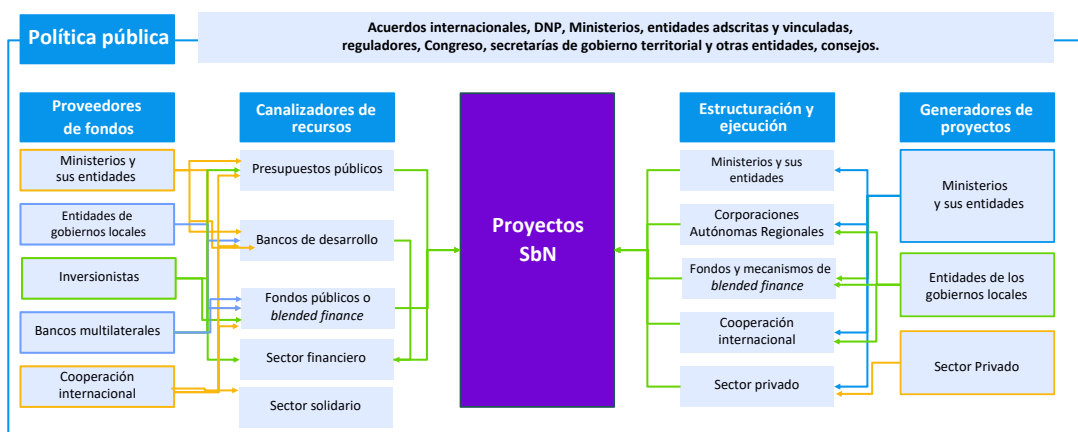 Política pública
Acuerdos internacionales, DNP, Ministerios, entidades adscritas y vinculadas,
reguladores, Congreso, secretarías de gobierno territorial y otras entidades, consejos.
Proveedores
de fondos
Ministerios y
sus entidades
Entidades de
gobiernos locales
Inversionistas
Bancos multilaterales
Cooperación
internacional
Canalizadores de
recursos
Presupuestos públicos
Bancos de desarrollo
Fondos públicos o
blended finance
Sector financiero
Sector solidario
Proyectos
SbN
Estructuración y
ejecución
Ministerios y sus
entidades
Corporaciones
Autónomas Regionales
Fondos y mecanismos de
blended finance
Cooperación
internacional
Sector privado
Generadores de
proyectos
Ministerios
y sus entidades
Entidades de los
gobiernos locales
Sector Privado